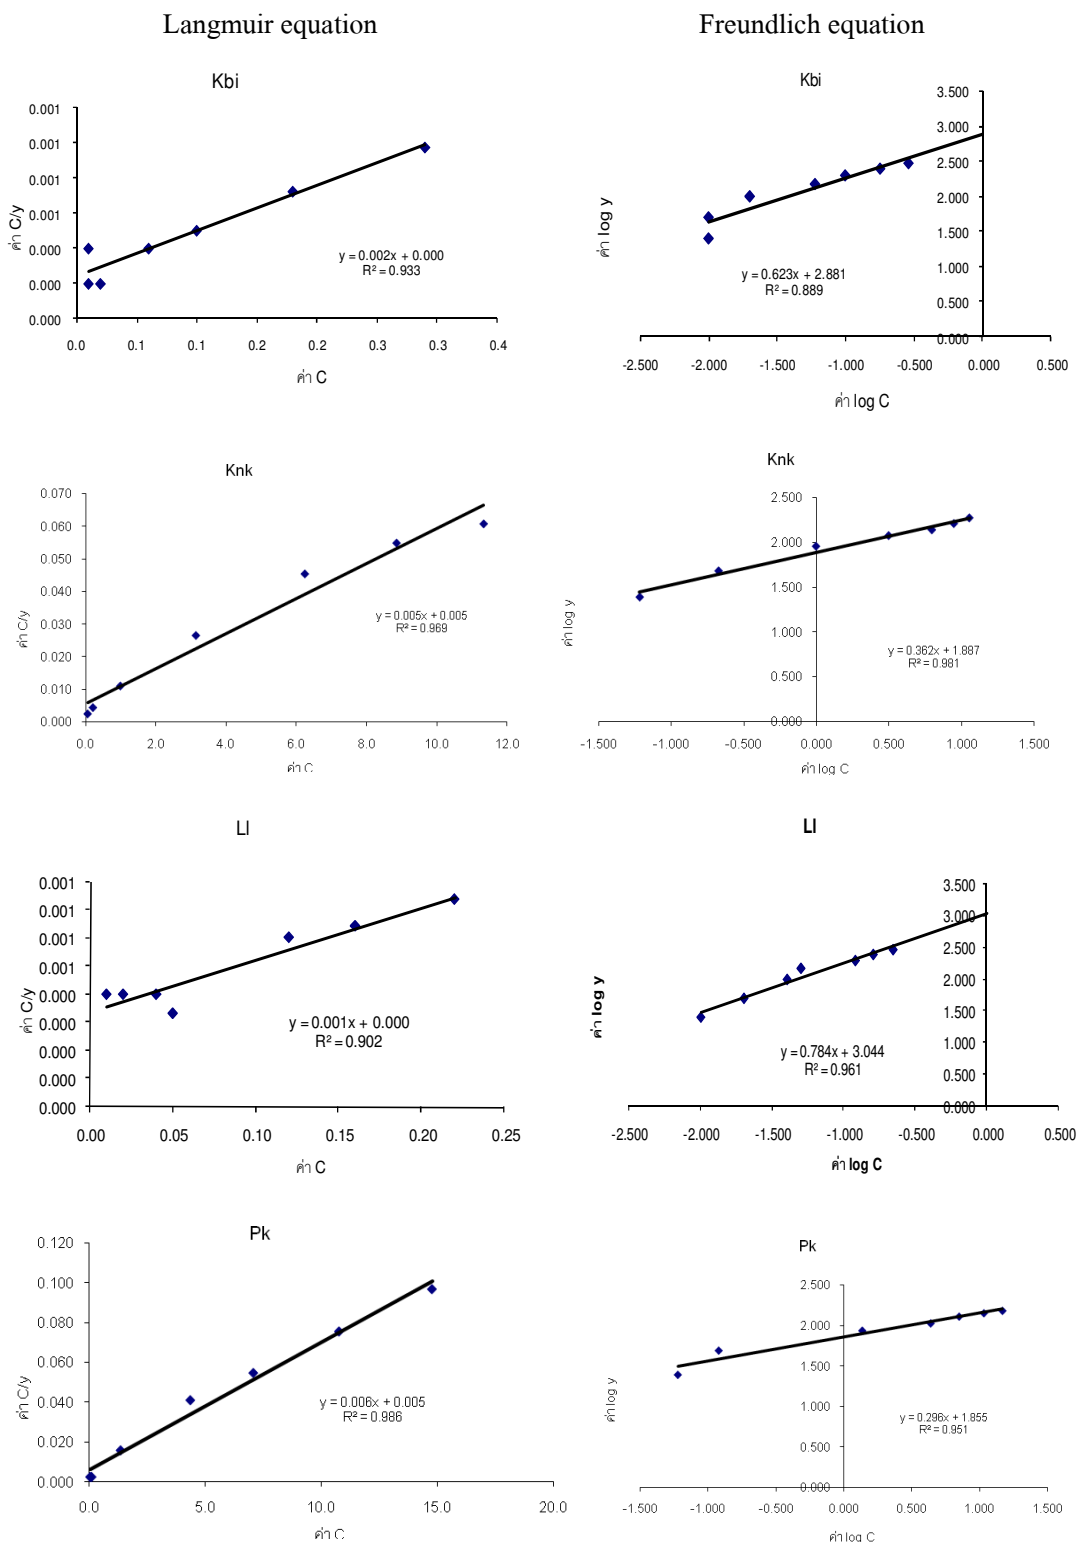 Langmuir equation
Freundlich equation
Kbi
0.001
0.001
0.001
0.001
0.000
0.000
0.000
ค่า C/y
y = 0.002x + 0.000
R² = 0.933
0.0 0.1 0.1 0.2 0.2 0.3 0.3 0.4
ค่า C
Kbi
3.500
3.000
2.500
2.000
1.500
1.000
0.500
0.000
ค่า log y
y = 0.623x + 2.881
R² = 0.889
-2.500 -2.000 -1.500 -1.000 -0.500 0.000 0.500
ค่า log C
Knk
0.070
0.060
0.050
0.040
0.030
0.020
0.010
0.000
ค่า C/y
y = 0.005x + 0.005
R² = 0.969
0.0 2.0 4.0 6.0 8.0 10.0 12.0
ค่า C
Knk
2.500
2.000
1.500
1.000
0.500
0.000
ค่า log y
y = 0.362x + 1.887
R² = 0.981
-1.500 -1.000 -0.500 0.000 0.500 1.000 1.500
ค่า log C
Ll
0.001
0.001
0.001
0.001
0.000
0.000
0.000
0.000
0.000
ค่า C/y
y = 0.001x + 0.000
R² = 0.902
0.00 0.05 0.10 0.15 0.20 0.25
ค่า C
Ll
3.500
3.000
2.500
2.000
1.500
1.000
0.500
0.000
ค่า log y
y = 0.784x + 3.044
R² = 0.961
-2.500 -2.000 -1.500 -1.000 -0.500 0.000 0.500
ค่า log C
Pk
0.120
0.100
0.080
0.060
0.040
0.020
0.000
ค่า C/y
y = 0.006x + 0.005
R² = 0.986
0.0 5.0 10.0 15.0 20.0
ค่า C
Pk
2.500
2.000
1.500
1.000
0.500
0.000
ค่า log y
y = 0.296x + 1.855
R² = 0.951
-1.500 -1.000 -0.500 0.000 0.500 1.000 1.500
ค่า log C